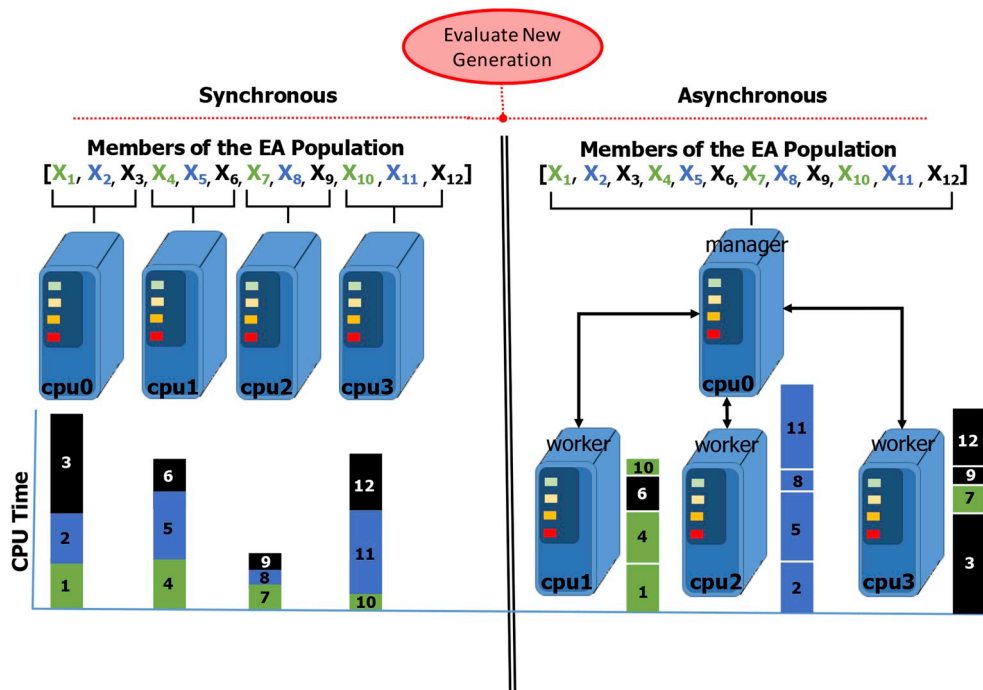 Evaluate New
Generation
Synchronous
Asynchronous
Members of the EA Population
[X1, X2, X3, X4, X5, X6, X7, X8, X9, X10, X11, X12]
Members of the EA Population
[X1, X2, X3, X4, X5, X6, X7, X8, X9, X10, X11, X12]
cpu0
cpu1
cpu2
cpu3
manager
cpu0
worker
cpu1
worker
cpu2
worker
cpu3
CPU Time
3
2
1
6
5
4
9
8
7
12
11
10
10
6
4
1
11
8
5
2
12
9
7
3